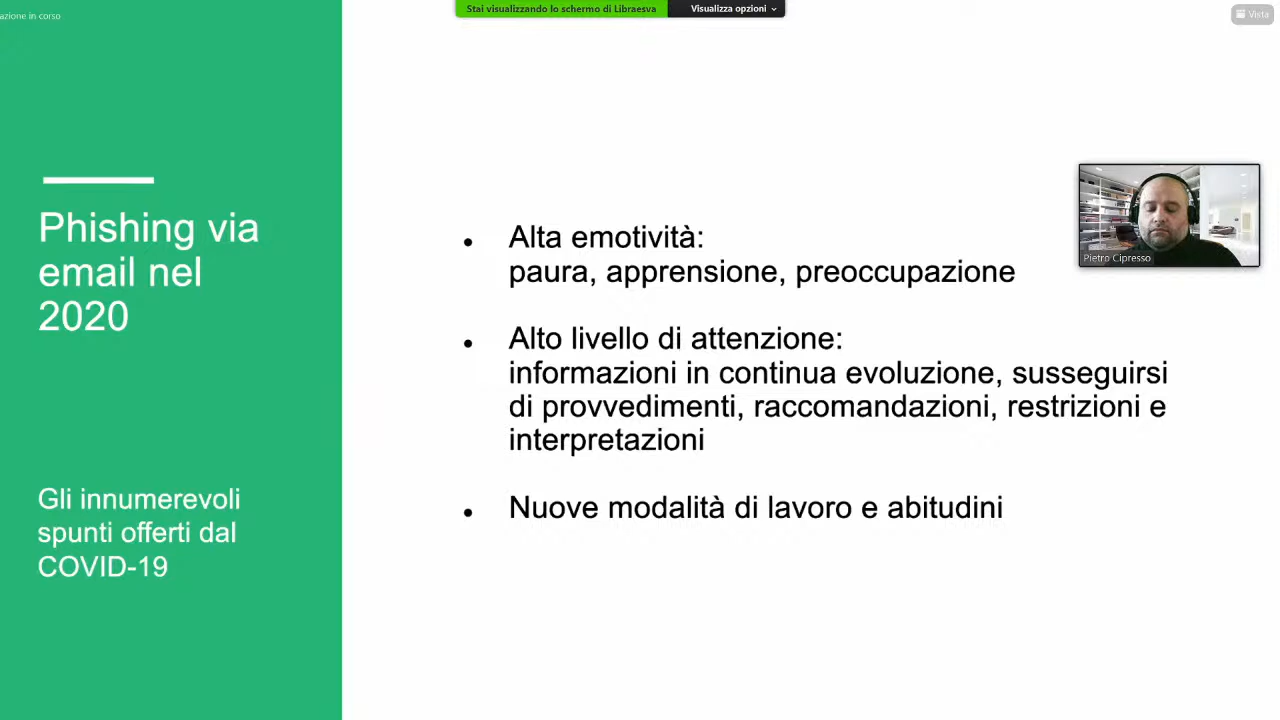 azione in corso
Stai visualizzando lo schermo di Libraesva
Visualizza opzioni
Vista
Phishing via
email nel
2020
Gli innumerevoli
spunti offerti dal
COVID-19
• Alta emotività:
paura, apprensione, preoccupazione
• Alto livello di attenzione:
informazioni in continua evoluzione, susseguirsi
di provvedimenti, raccomandazioni, restrizioni e
interpretazioni
• Nuove modalità di lavoro e abitudini
Pietro Cipresso